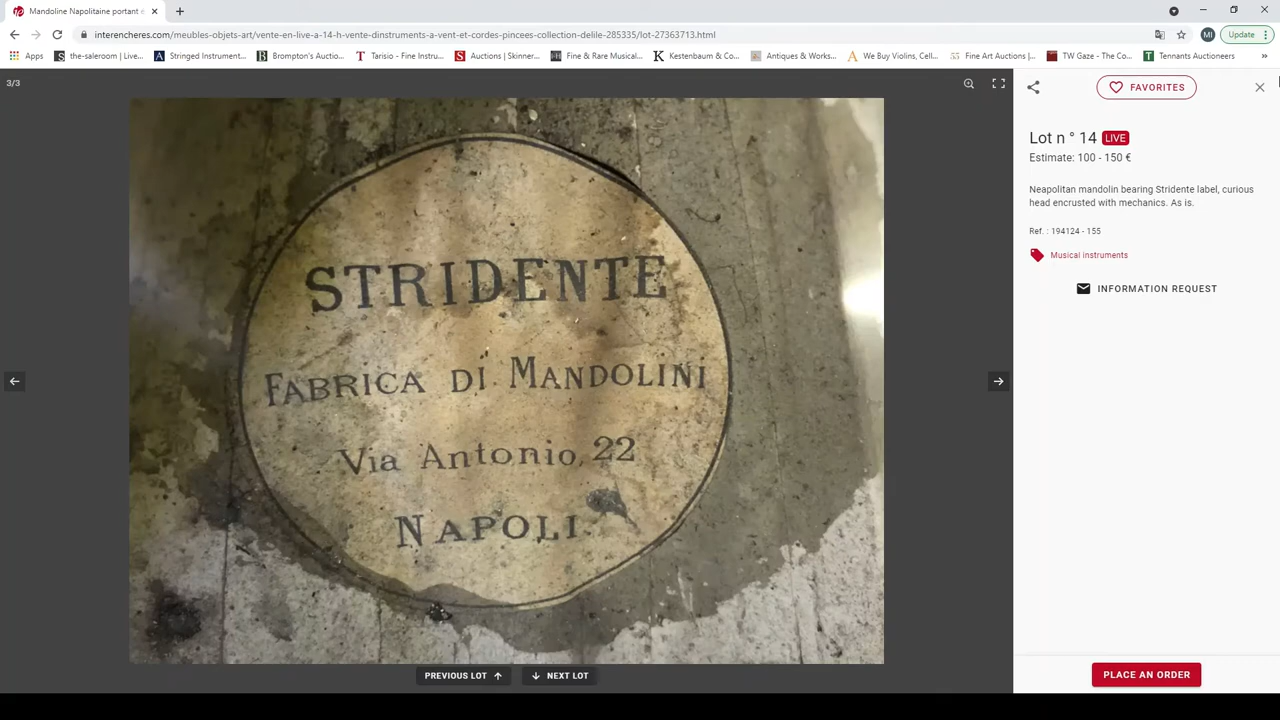 Mandoline Napolitaine portant é
interencheres.com/meubles-objets-art/vente-en-live-a-14-h-vente-dinstruments-a-vent-et-cordes-pincees-collection-delile-285335/lot-27363713.html
MI
Update
Apps
the-saleroom | Live...
Stringed Instrument...
Brompton's Auction...
Tarisio – Fine Instru...
Auctions | Skinner...
Fine & Rare Musical...
Kestenbaum & Co...
Antiques & Works...
We Buy Violins, Cell...
Fine Art Auctions |...
TW Gaze - The Co...
Tennants Auctioneers
»
3/3
FAVORITES
Lot n ° 14 LIVE
Estimate: 100 - 150 €
Neapolitan mandolin bearing Stridente label, curious
head encrusted with mechanics. As is.
Ref. : 194124 - 155
Musical instruments
INFORMATION REQUEST
STRIDENTE
FABRICA DI MANDOLINI
Via Antonio, 22
NAPOLI
PREVIOUS LOT
NEXT LOT
PLACE AN ORDER